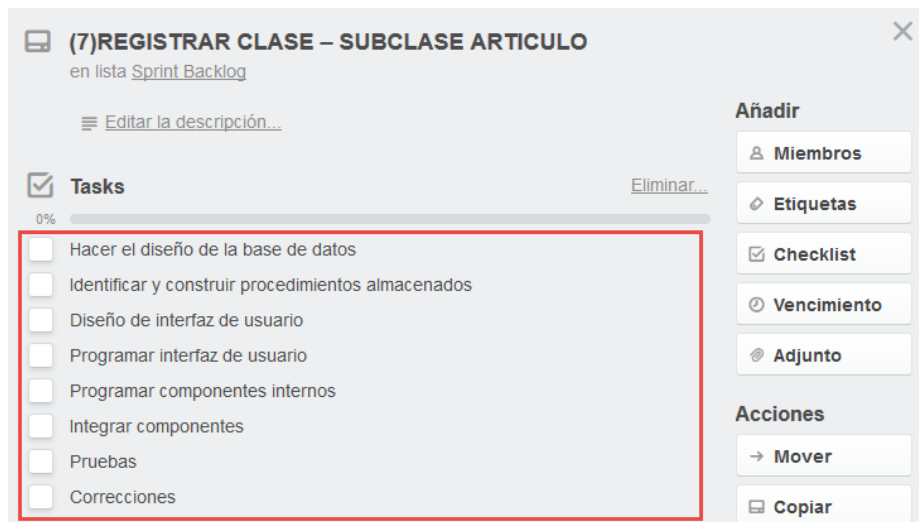 (7)REGISTRAR CLASE – SUBCLASE ARTICULO
en lista Sprint Backlog
Editar la descripción...
Tasks
Eliminar...
0%
Hacer el diseño de la base de datos
Identificar y construir procedimientos almacenados
Diseño de interfaz de usuario
Programar interfaz de usuario
Programar componentes internos
Integrar componentes
Pruebas
Correcciones
Añadir
Miembros
Etiquetas
Checklist
Vencimiento
Adjunto
Acciones
Mover
Copiar